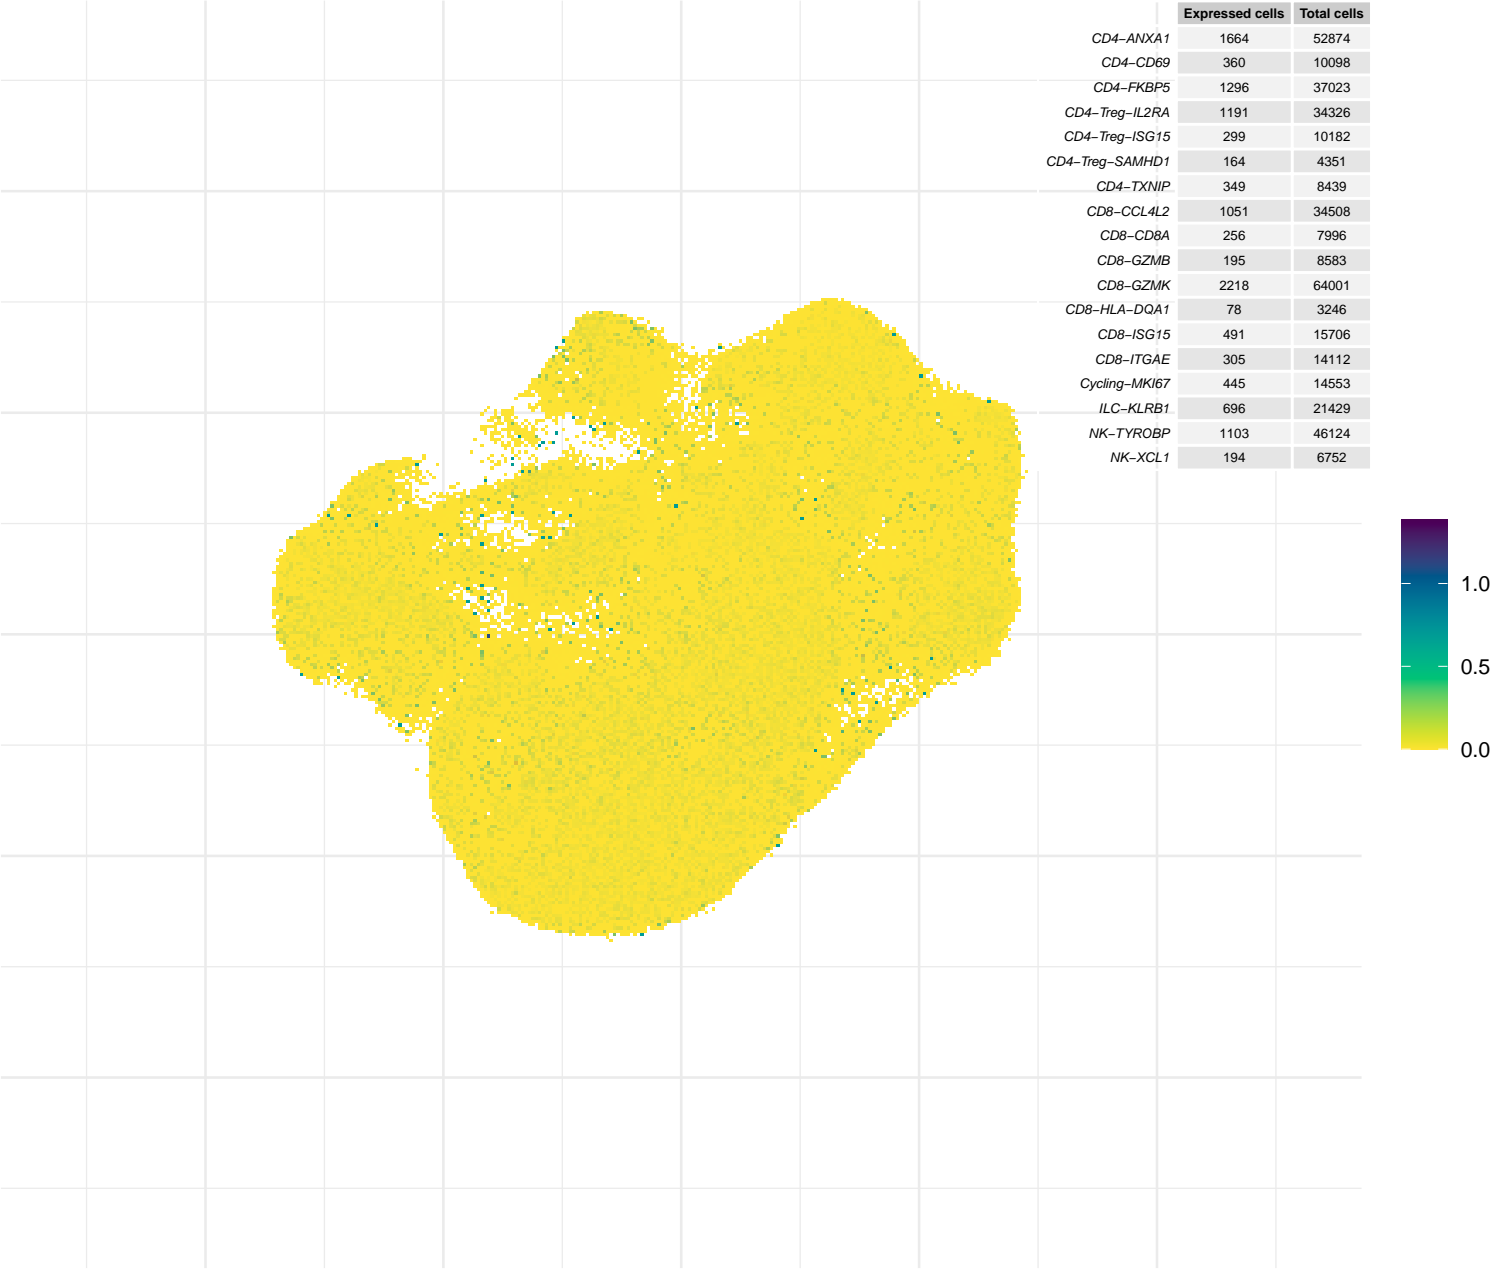 Expressed cells Total cells
CD4−ANXA1 1664 52874
CD4−CD69 360 10098
CD4−FKBP5 1296 37023
CD4−Treg−IL2RA 1191 34326
CD4−Treg−ISG15 299 10182
CD4−Treg−SAMHD1 164 4351
CD4−TXNIP 349 8439
CD8−CCL4L2 1051 34508
CD8−CD8A 256 7996
CD8−GZMB 195 8583
CD8−GZMK 2218 64001
CD8−HLA−DQA1 78 3246
CD8−ISG15 491 15706
CD8−ITGAE 305 14112
Cycling−MKI67 445 14553
ILC−KLRB1 696 21429
NK−TYROBP 1103 46124
NK−XCL1 194 6752
1.0
0.5
0.0